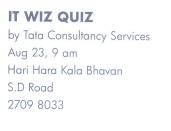 IT WIZ QUIZ
by Tata Consultancy Services
Aug 23, 9 am
Hari Hara Kala Bhavan
S.D Road
2709 8033